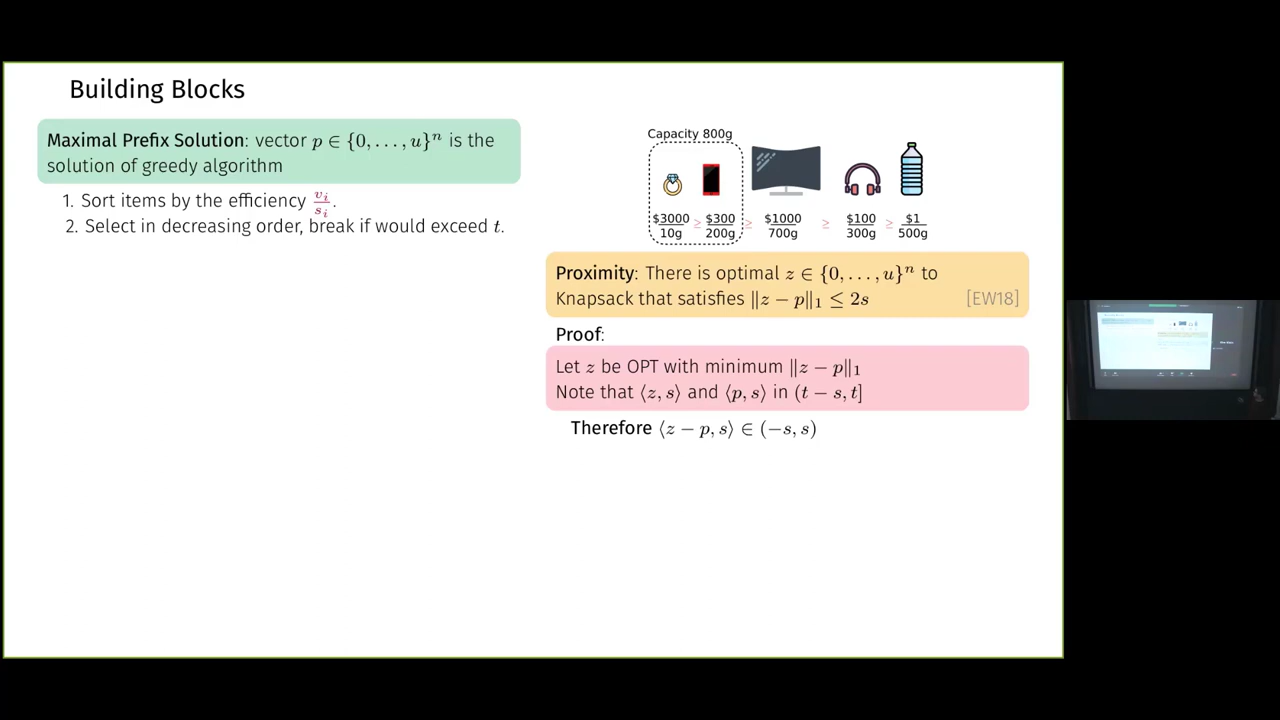 Building Blocks
Maximal Prefix Solution: vector p ∈ {0, . . . , u}ⁿ is the
solution of greedy algorithm
1. Sort items by the efficiency vᵢ/sᵢ.
2. Select in decreasing order, break if would exceed t.
Capacity 800g
$3000/10g ≥ $300/200g ≥ $1000/700g ≥ $100/300g ≥ $1/500g
Proximity: There is optimal z ∈ {0, . . . , u}ⁿ to
Knapsack that satisfies ‖z − p‖₁ ≤ 2s [EW18]
Proof:
Let z be OPT with minimum ‖z − p‖₁
Note that ⟨z, s⟩ and ⟨p, s⟩ in (t − s, t]
Therefore ⟨z − p, s⟩ ∈ (−s, s)